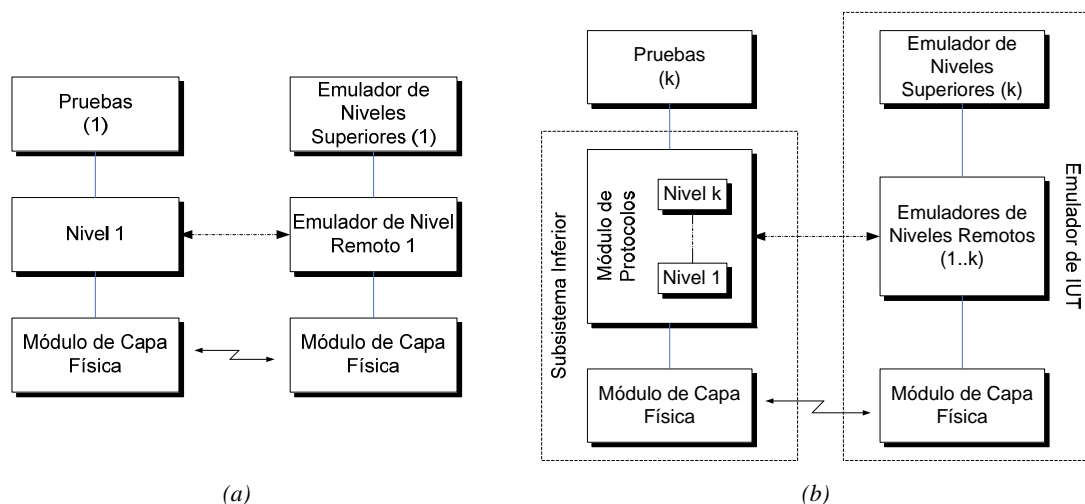 Pruebas
(1)
Emulador de
Niveles
Superiores (1)
Nivel 1
Emulador de Nivel
Remoto 1
Módulo de Capa
Física
Módulo de Capa
Física
(a)
Pruebas
(k)
Subsistema Inferior
Módulo de
Protocolos
Nivel k
Nivel 1
Módulo de Capa
Física
Emulador de
Niveles
Superiores (k)
Emuladores de
Niveles Remotos
(1..k)
Módulo de Capa
Física
Emulador de IUT
(b)